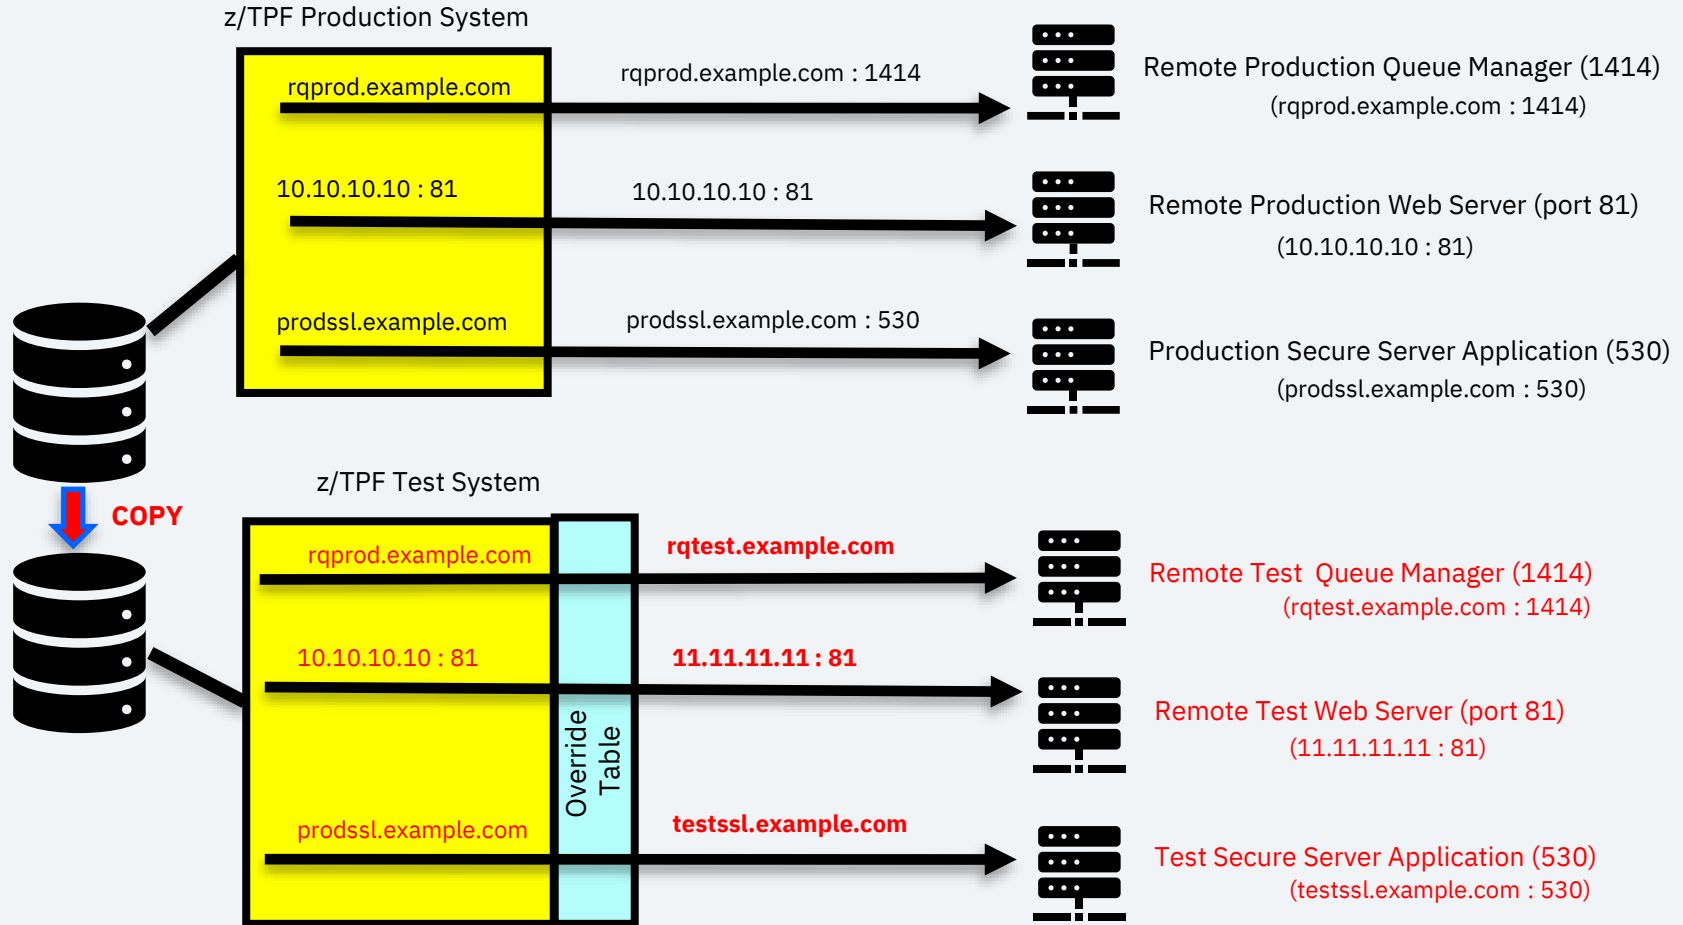 z/TPF Production System
rqprod.example.com
rqprod.example.com : 1414
Remote Production Queue Manager (1414)
(rqprod.example.com : 1414)
10.10.10.10 : 81
10.10.10.10 : 81
Remote Production Web Server (port 81)
(10.10.10.10 : 81)
prodssl.example.com
prodssl.example.com : 530
Production Secure Server Application (530)
(prodssl.example.com : 530)
COPY
z/TPF Test System
rqprod.example.com
rqtest.example.com
Remote Test Queue Manager (1414)
(rqtest.example.com : 1414)
10.10.10.10 : 81
11.11.11.11 : 81
Remote Test Web Server (port 81)
(11.11.11.11 : 81)
Override
Table
prodssl.example.com
testssl.example.com
Test Secure Server Application (530)
(testssl.example.com : 530)